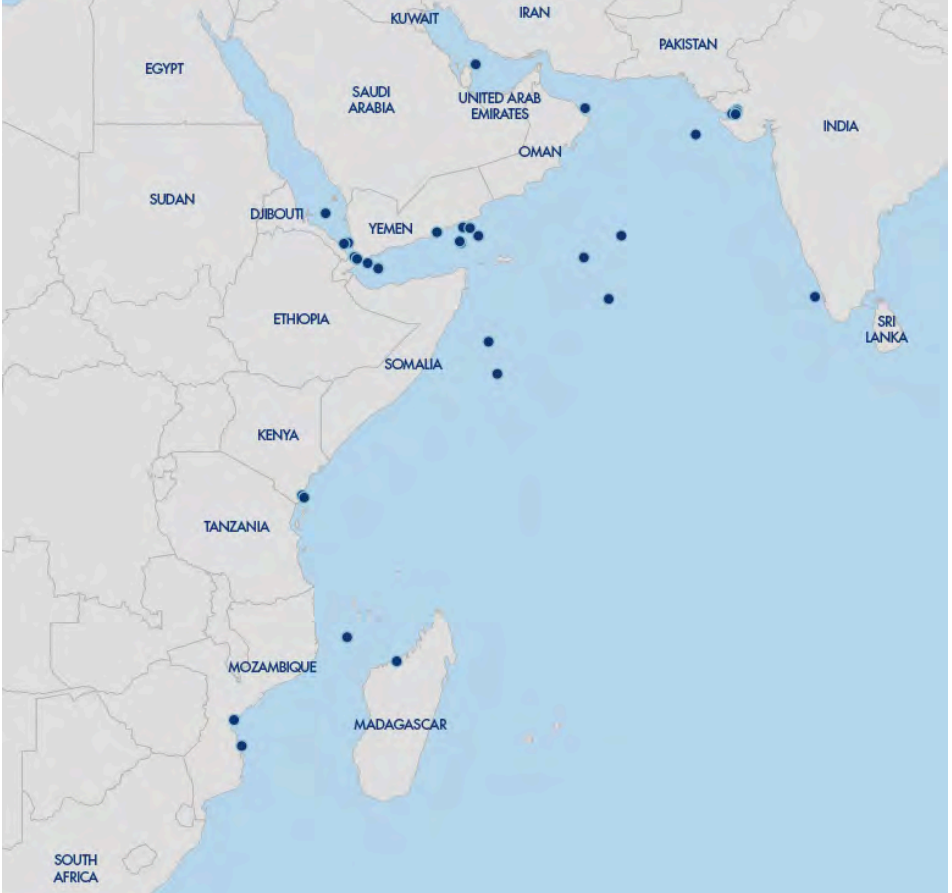 KUWAIT
IRAN
PAKISTAN
EGYPT
SAUDI
ARABIA
UNITED ARAB
EMIRATES
INDIA
OMAN
SUDAN
DJIBOUTI
YEMEN
ETHIOPIA
SRI
LANKA
SOMALIA
KENYA
TANZANIA
MOZAMBIQUE
MADAGASCAR
SOUTH
AFRICA